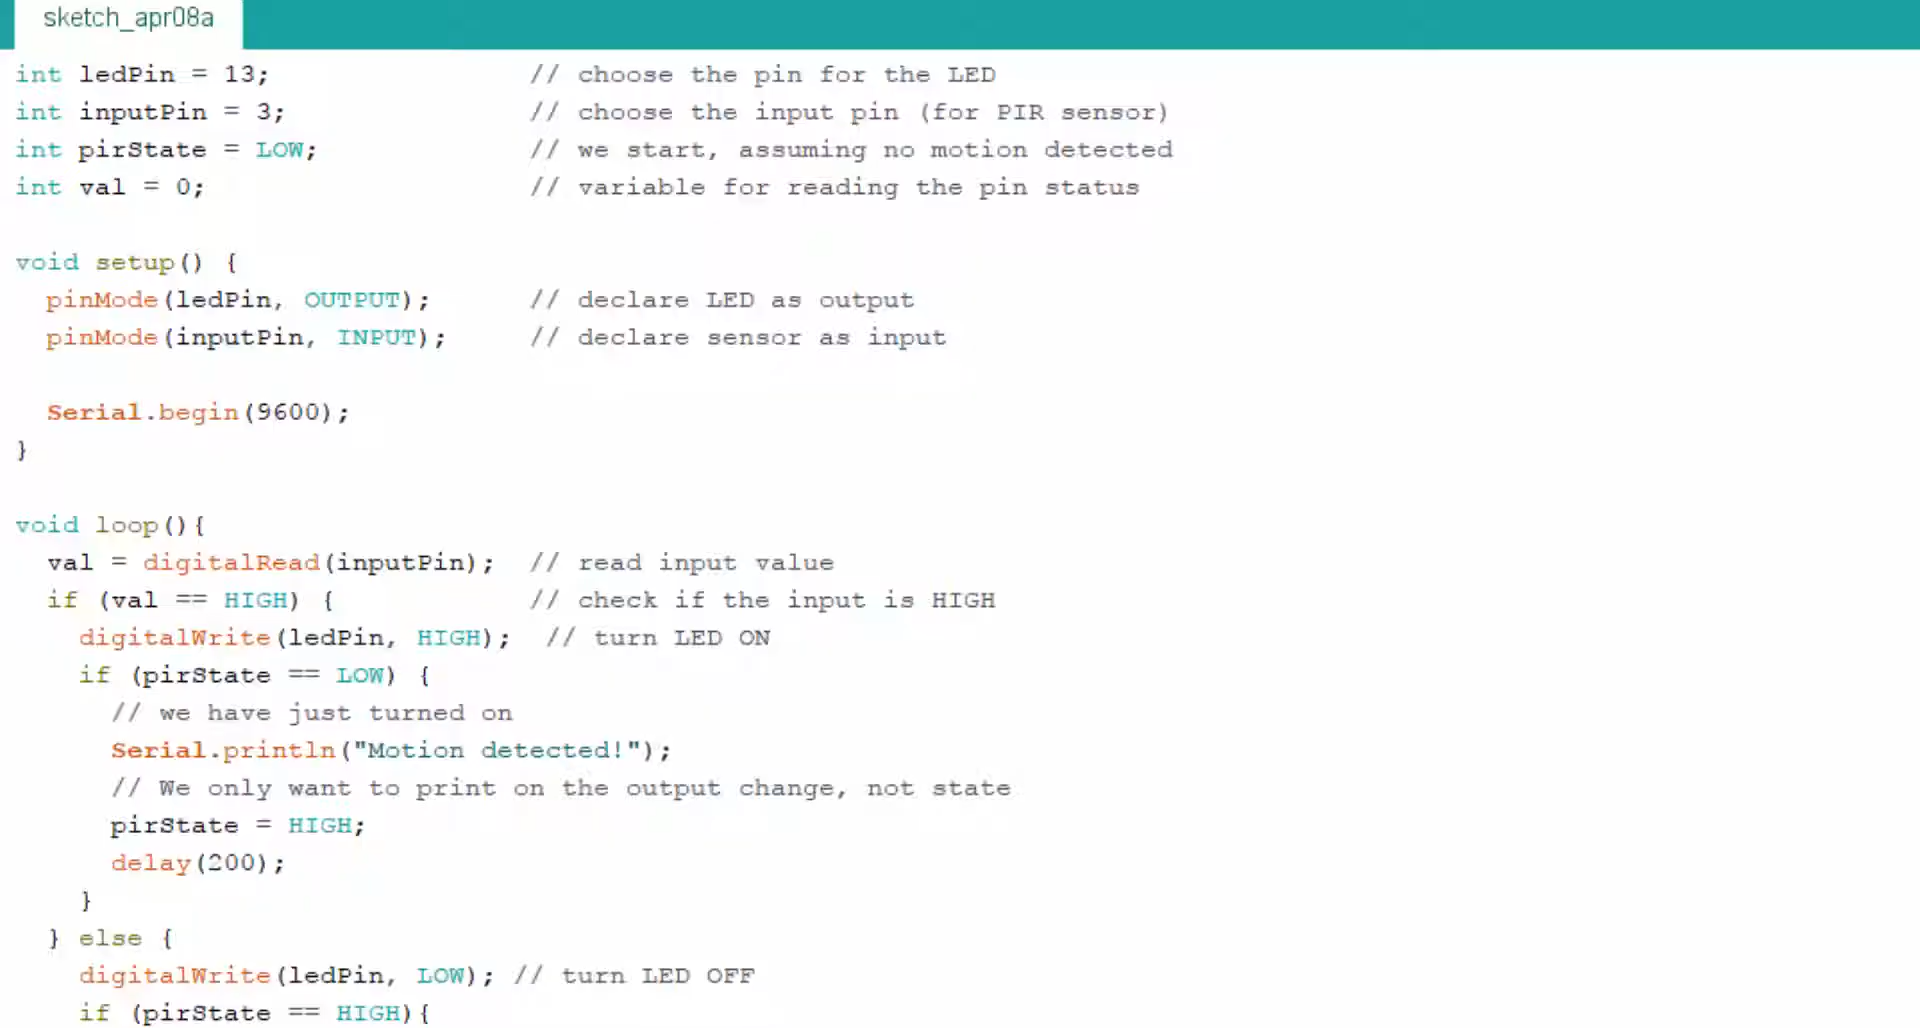 sketch_apr08a
int ledPin = 13;                // choose the pin for the LED
int inputPin = 3;               // choose the input pin (for PIR sensor)
int pirState = LOW;             // we start, assuming no motion detected
int val = 0;                    // variable for reading the pin status

void setup() {
  pinMode(ledPin, OUTPUT);      // declare LED as output
  pinMode(inputPin, INPUT);     // declare sensor as input

  Serial.begin(9600);
}

void loop(){
  val = digitalRead(inputPin);  // read input value
  if (val == HIGH) {            // check if the input is HIGH
    digitalWrite(ledPin, HIGH);  // turn LED ON
    if (pirState == LOW) {
      // we have just turned on
      Serial.println("Motion detected!");
      // We only want to print on the output change, not state
      pirState = HIGH;
      delay(200);
    }
  } else {
    digitalWrite(ledPin, LOW); // turn LED OFF
    if (pirState == HIGH){